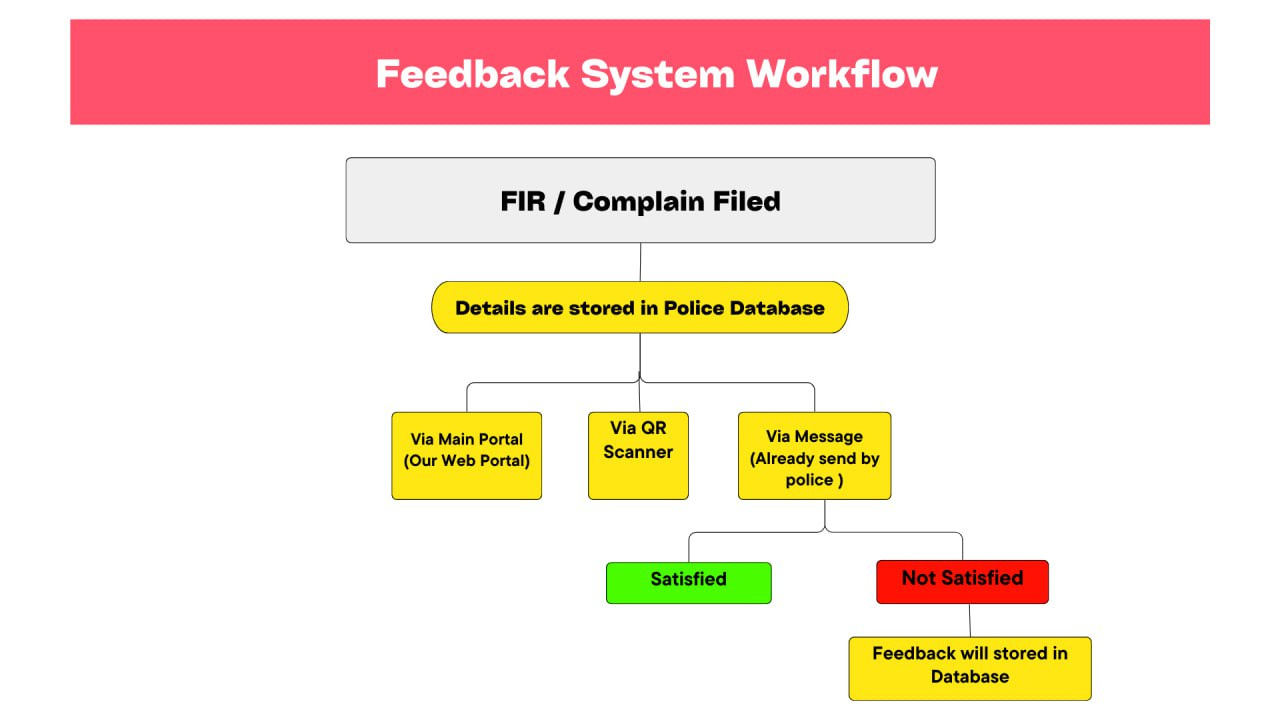 Feedback System Workflow
FIR / Complain Filed
Details are stored in Police Database
Via Main Portal
(Our Web Portal)
Via QR
Scanner
Via Message
(Already send by
police )
Satisfied
Not Satisfied
Feedback will stored in
Database